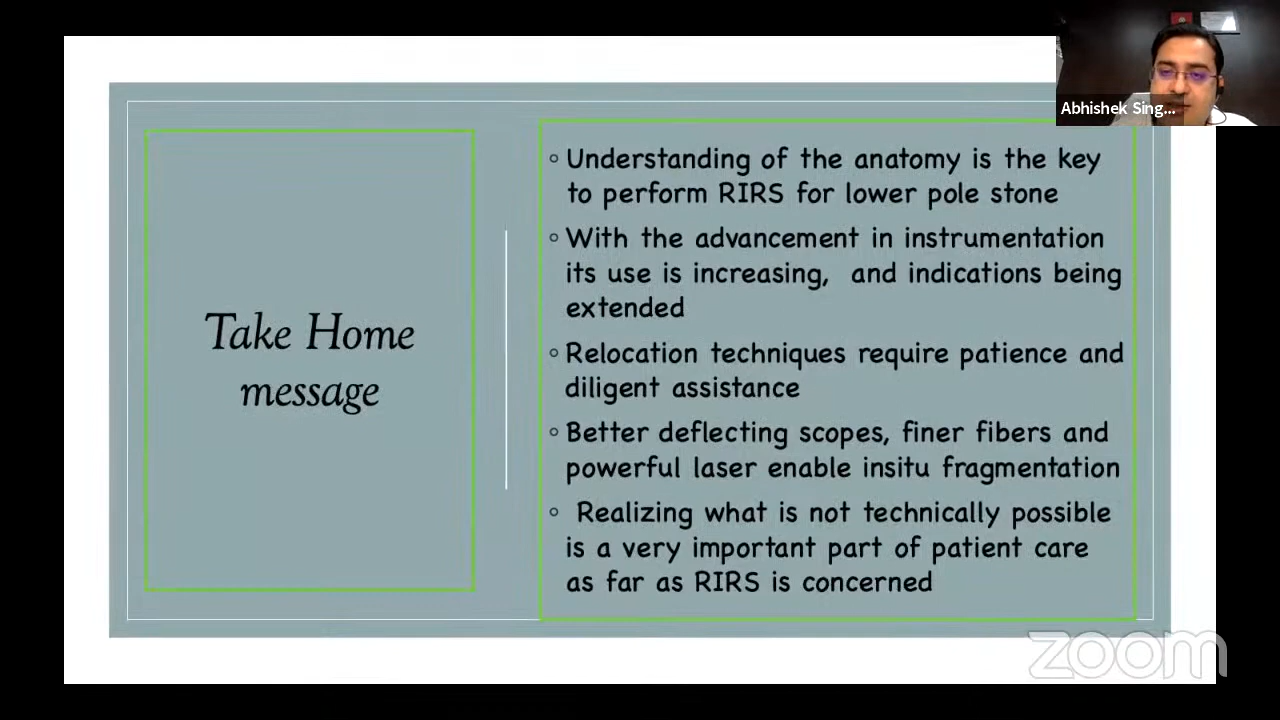 Abhishek Sing...
Take Home
message
◦ Understanding of the anatomy is the key
to perform RIRS for lower pole stone
◦ With the advancement in instrumentation
its use is increasing,  and indications being
extended
◦ Relocation techniques require patience and
diligent assistance
◦ Better deflecting scopes, finer fibers and
powerful laser enable insitu fragmentation
◦ Realizing what is not technically possible
is a very important part of patient care
as far as RIRS is concerned
zoom